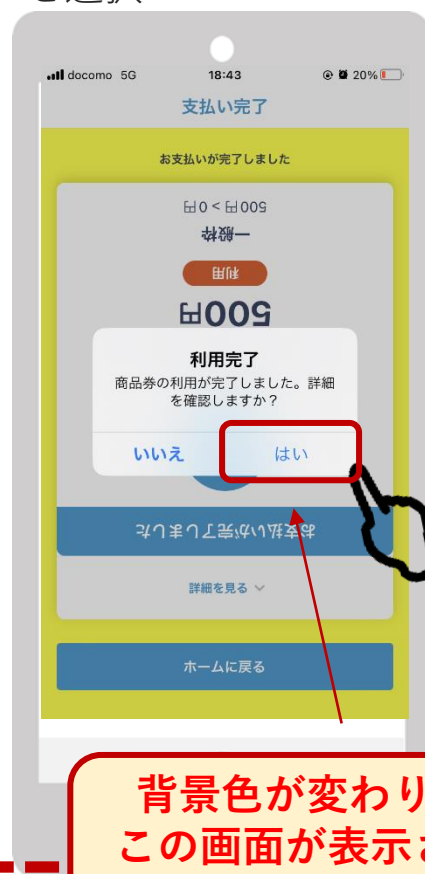 docomo 5G 18:43 20%
支払い完了
お支払いが完了しました
500円 > 0円
一般枠
利用
500円
利用完了
商品券の利用が完了しました。詳細
を確認しますか？
いいえ はい
お支払いが完了しました
詳細を見る
ホームに戻る
背景色が変わり
この画面が表示